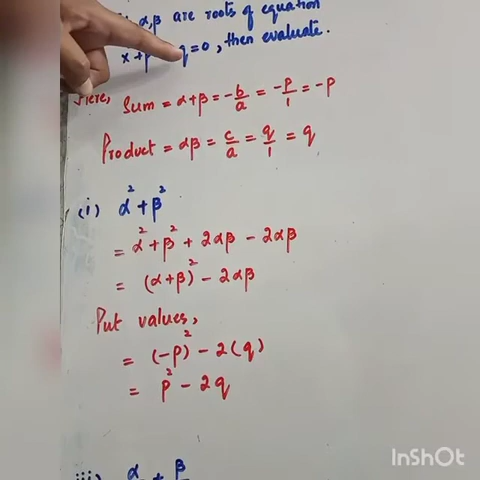 α,β are roots of equation
x + p q = 0, then evaluate.
Here, Sum = α+β = -b/a = -p/1 = -p
Product = αβ = c/a = q/1 = q
(i) α² + β²
= α² + β² + 2αβ - 2αβ
= (α+β)² - 2αβ
Put values,
= (-p)² - 2(q)
= p² - 2q
α + β
InShOt